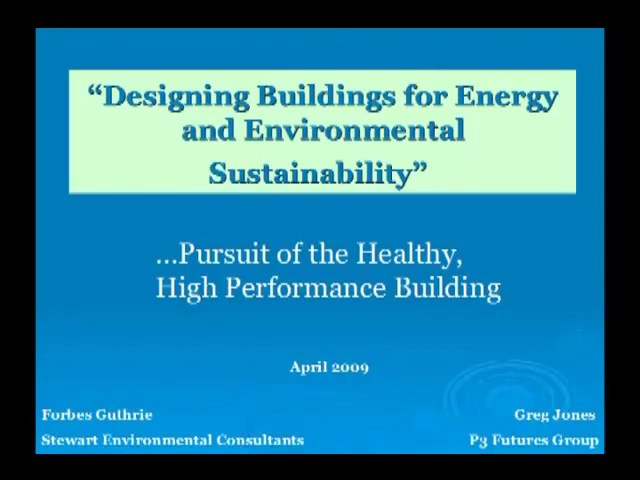 “Designing Buildings for Energy
and Environmental
Sustainability”
...Pursuit of the Healthy,
High Performance Building
April 2009
Forbes Guthrie
Greg Jones
Stewart Environmental Consultants
P3 Futures Group